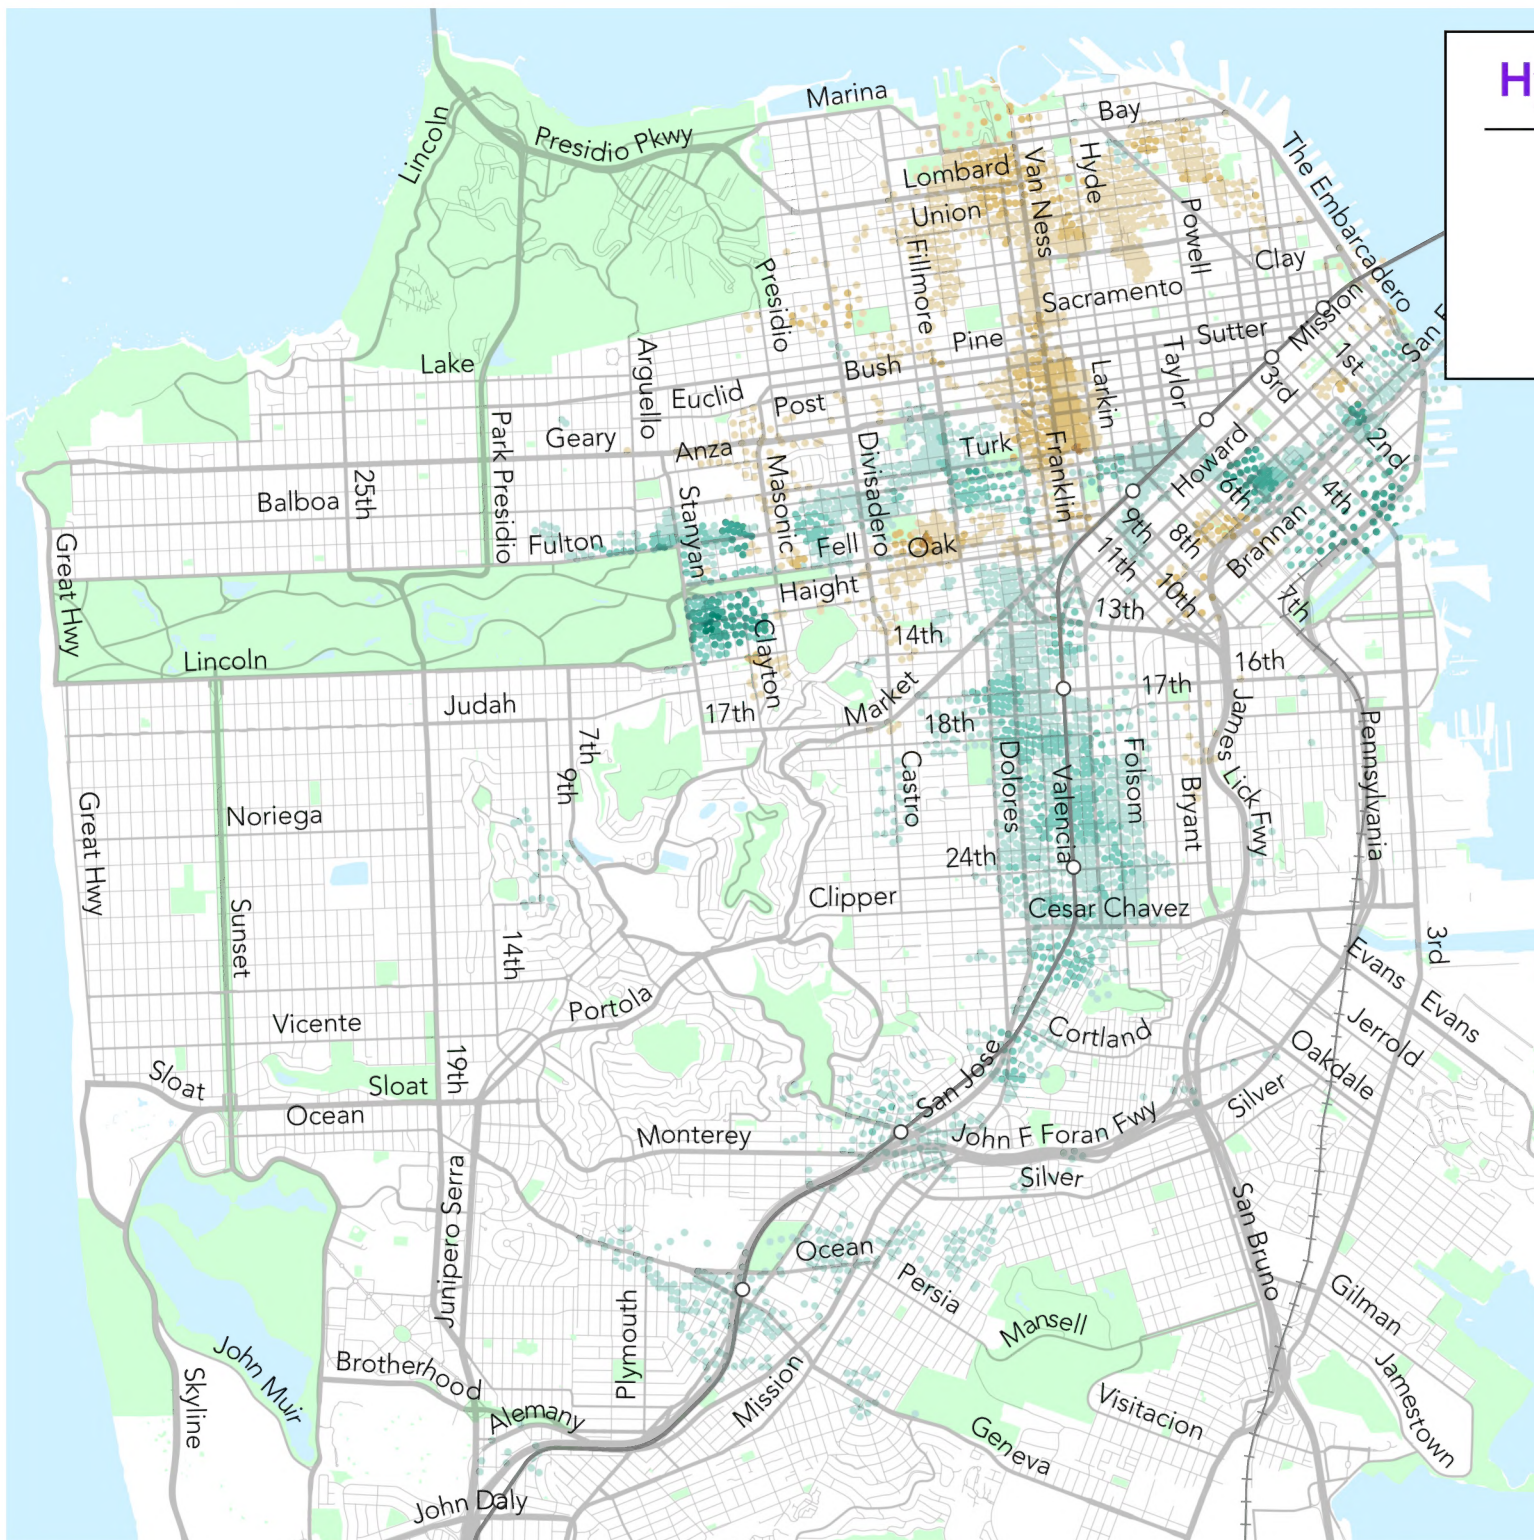 H
Marina
Bay
Lincoln
Presidio Pkwy
Lombard
Van Ness
Hyde
The Embarcadero
Union
Powell
Fillmore
Clay
Presidio
Sacramento
Mission
Sutter
San F
Pine
1st
Lake
Arguello
Bush
Taylor
Larkin
3rd
Euclid
Post
Park Presidio
Geary
Anza
Divisadero
Turk
Franklin
Howard
2nd
25th
Balboa
Masonic
Stanyan
6th
4th
Great Hwy
Fulton
Fell
Oak
9th
8th
Brannan
11th
Haight
10th
7th
13th
Clayton
14th
Lincoln
16th
Judah
17th
Market
18th
17th
James Lick Fwy
Pennsylvania
7th
9th
Castro
Dolores
Valencia
Folsom
Bryant
Great Hwy
Noriega
24th
Clipper
Cesar Chavez
Sunset
14th
3rd
Evans
Portola
Evans
Vicente
Cortland
Jerrold
Oakdale
19th
San Jose
Sloat
Sloat
Silver
Ocean
Monterey
John F Foran Fwy
Silver
Junipero Serra
San Bruno
Ocean
Persia
Plymouth
Mansell
Gilman
John Muir
Brotherhood
Skyline
Mission
Jamestown
Alemany
Visitacion
Geneva
John Daly